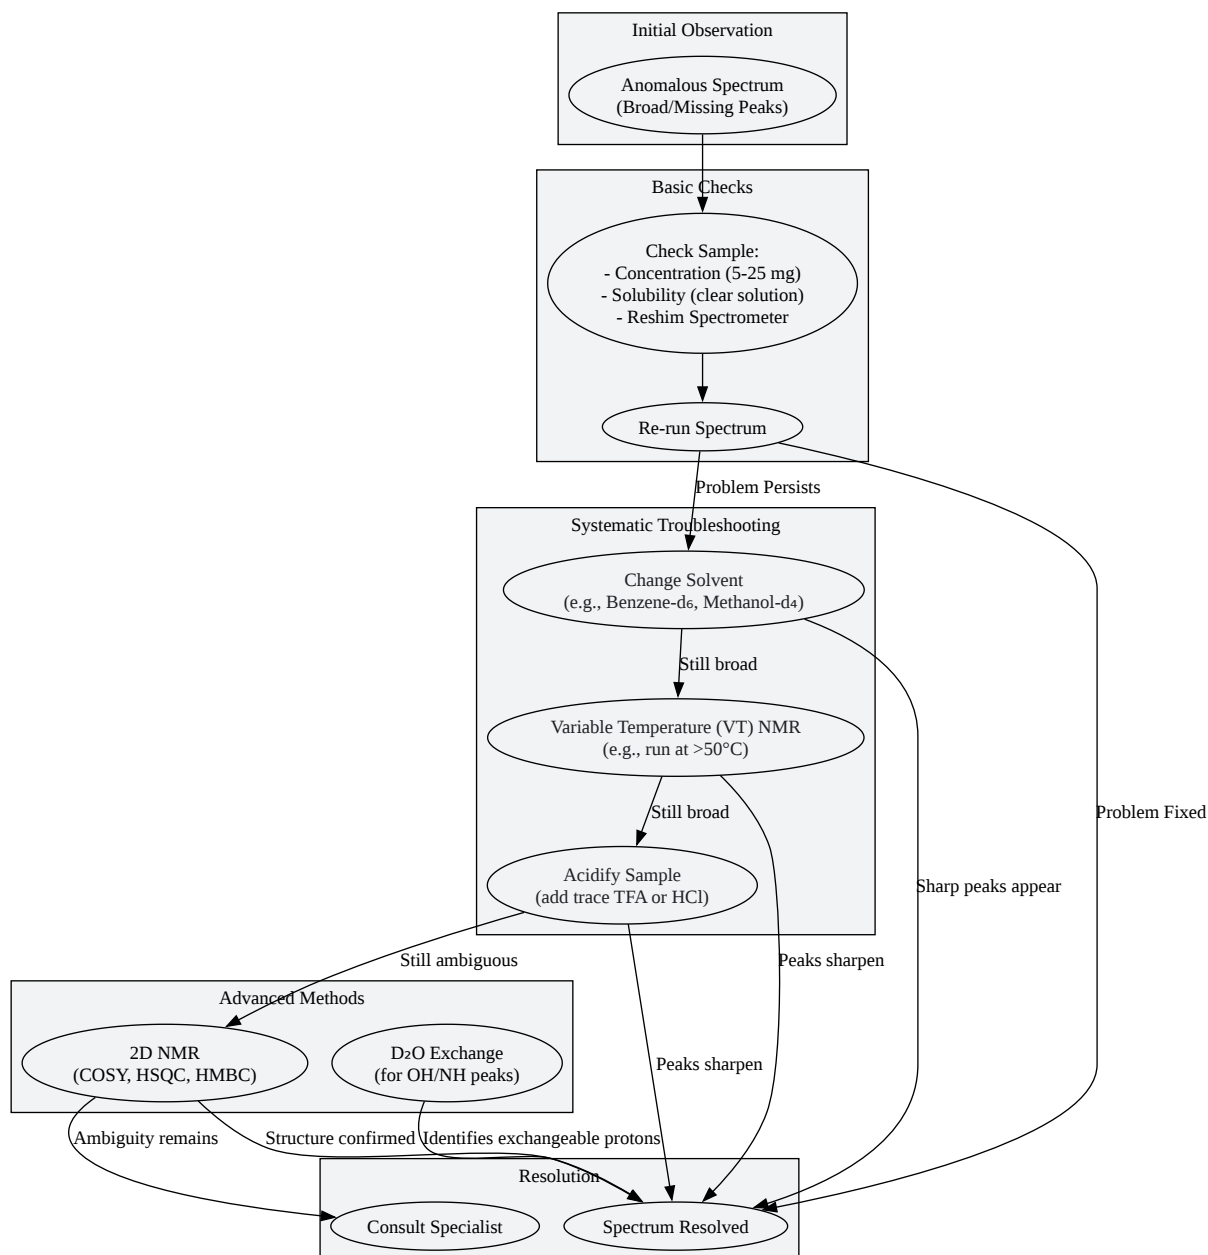 Initial Observation
Anomalous Spectrum
(Broad/Missing Peaks)
Basic Checks
Check Sample:
- Concentration (5-25 mg)
- Solubility (clear solution)
- Reshim Spectrometer
Re-run Spectrum
Problem Persists
Systematic Troubleshooting
Change Solvent
(e.g., Benzene-d₆, Methanol-d₄)
Still broad
Variable Temperature (VT) NMR
(e.g., run at >50°C)
Still broad
Problem Fixed
Acidify Sample
(add trace TFA or HCl)
Sharp peaks appear
Still ambiguous
Peaks sharpen
Advanced Methods
2D NMR
(COSY, HSQC, HMBC)
D₂O Exchange
(for OH/NH peaks)
Peaks sharpen
Ambiguity remains
Structure confirmed
Identifies exchangeable protons
Resolution
Consult Specialist
Spectrum Resolved